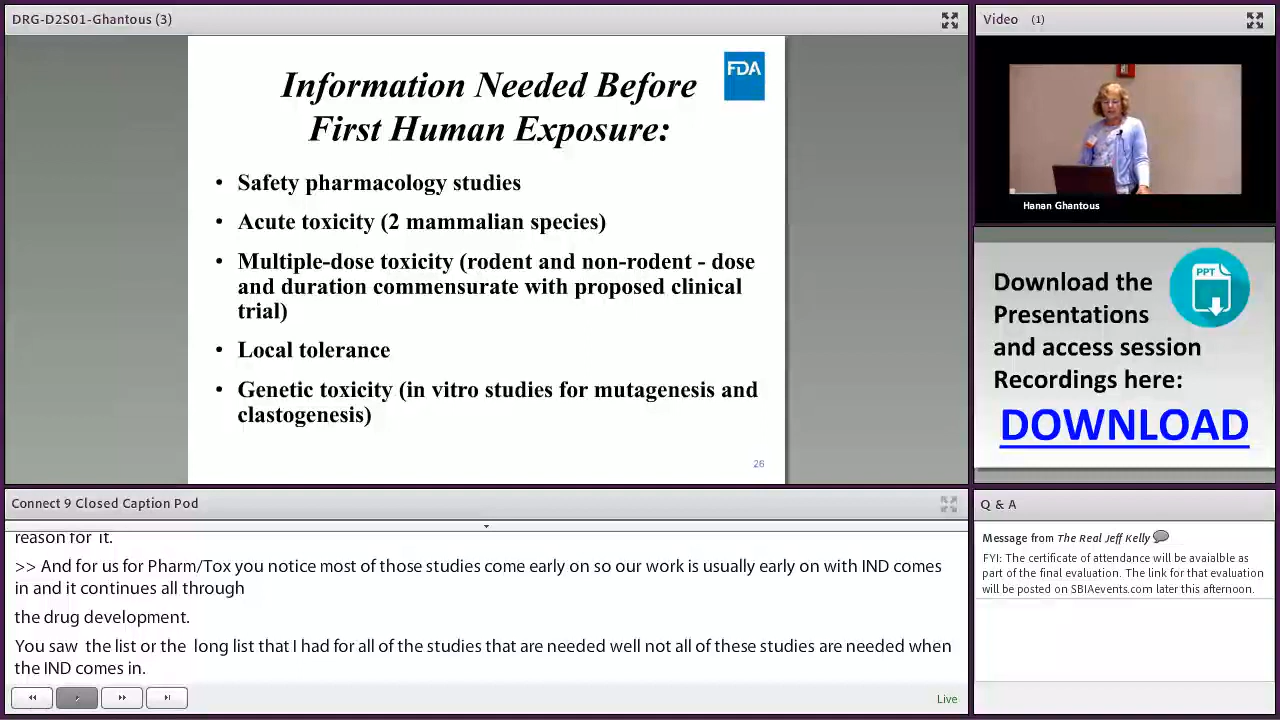 DRG-D2S01-Ghantous (3)
Information Needed Before
First Human Exposure:
FDA
• Safety pharmacology studies
• Acute toxicity (2 mammalian species)
• Multiple-dose toxicity (rodent and non-rodent - dose
and duration commensurate with proposed clinical
trial)
• Local tolerance
• Genetic toxicity (in vitro studies for mutagenesis and
clastogenesis)
26
Video (1)
Hanan Ghantous
Download the
Presentations
and access session
Recordings here:
PPT
DOWNLOAD
Connect 9 Closed Caption Pod
reason for it.
>> And for us for Pharm/Tox you notice most of those studies come early on so our work is usually early on with IND comes
in and it continues all through
the drug development.
You saw the list or the long list that I had for all of the studies that are needed well not all of these studies are needed when
the IND comes in.
Live
Q & A
Message from The Real Jeff Kelly
FYI: The certificate of attendance will be avaialble as
part of the final evaluation. The link for that evaluation
will be posted on SBIAevents.com later this afternoon.